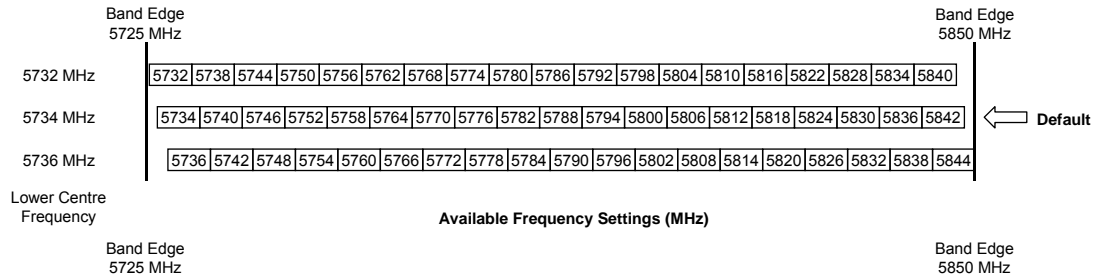 Band Edge
5725 MHz
Band Edge
5850 MHz
5732 MHz
5732 5738 5744 5750 5756 5762 5768 5774 5780 5786 5792 5798 5804 5810 5816 5822 5828 5834 5840
5734 MHz
5734 5740 5746 5752 5758 5764 5770 5776 5782 5788 5794 5800 5806 5812 5818 5824 5830 5836 5842
Default
5736 MHz
5736 5742 5748 5754 5760 5766 5772 5778 5784 5790 5796 5802 5808 5814 5820 5826 5832 5838 5844
Lower Centre
Frequency
Available Frequency Settings (MHz)
Band Edge
5725 MHz
Band Edge
5850 MHz